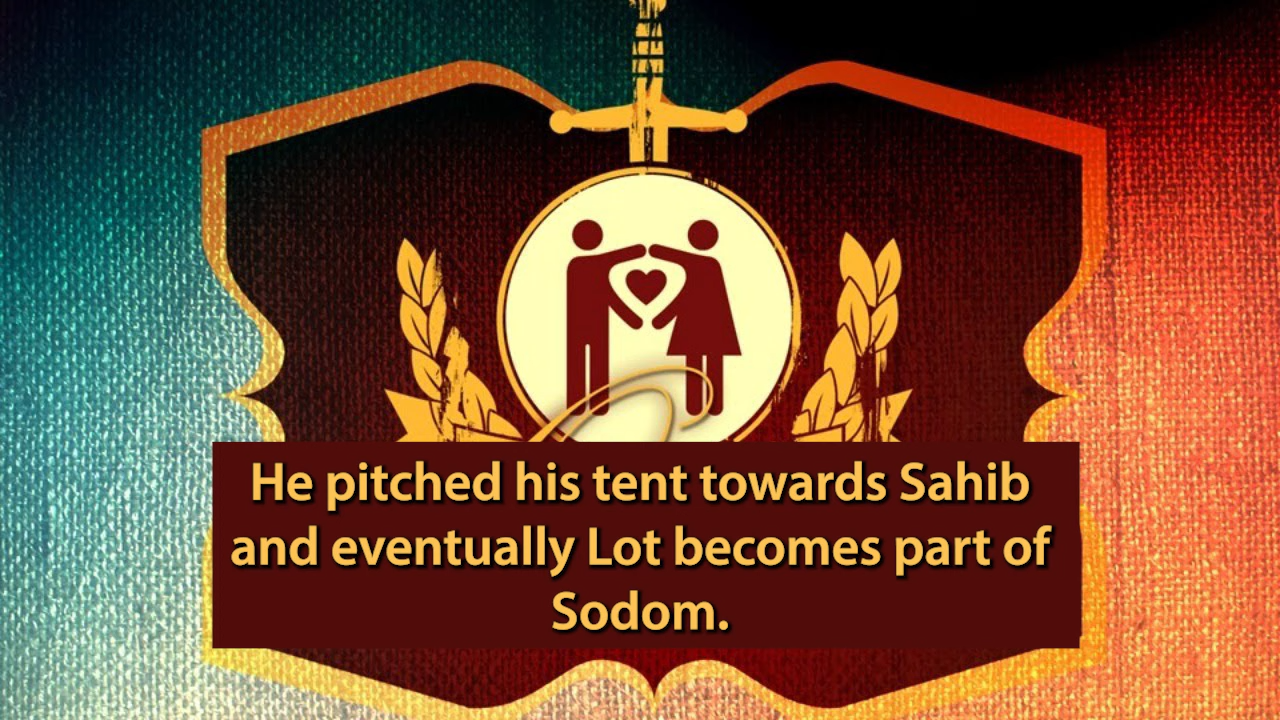 He pitched his tent towards Sahib
and eventually Lot becomes part of
Sodom.